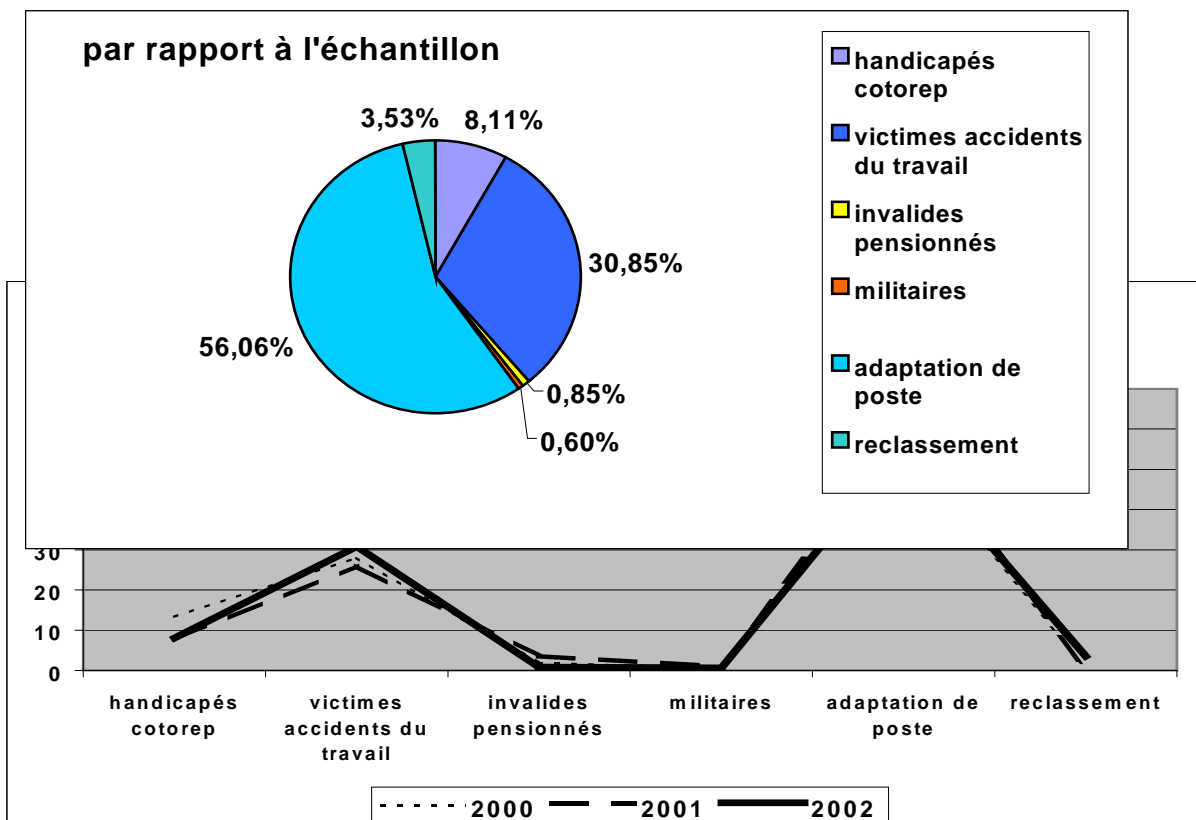 par rapport à l'échantillon
3,53%
8,11%
30,85%
56,06%
0,85%
0,60%
handicapés
cotorep
victimes accidents
du travail
invalides
pensionnés
militaires
adaptation de
poste
reclassement
30
20
10
0
handicapés
cotorep
victimes
accidents du
travail
invalides
pensionnés
militaires
adaptation de
poste
reclassement
2000
2001
2002